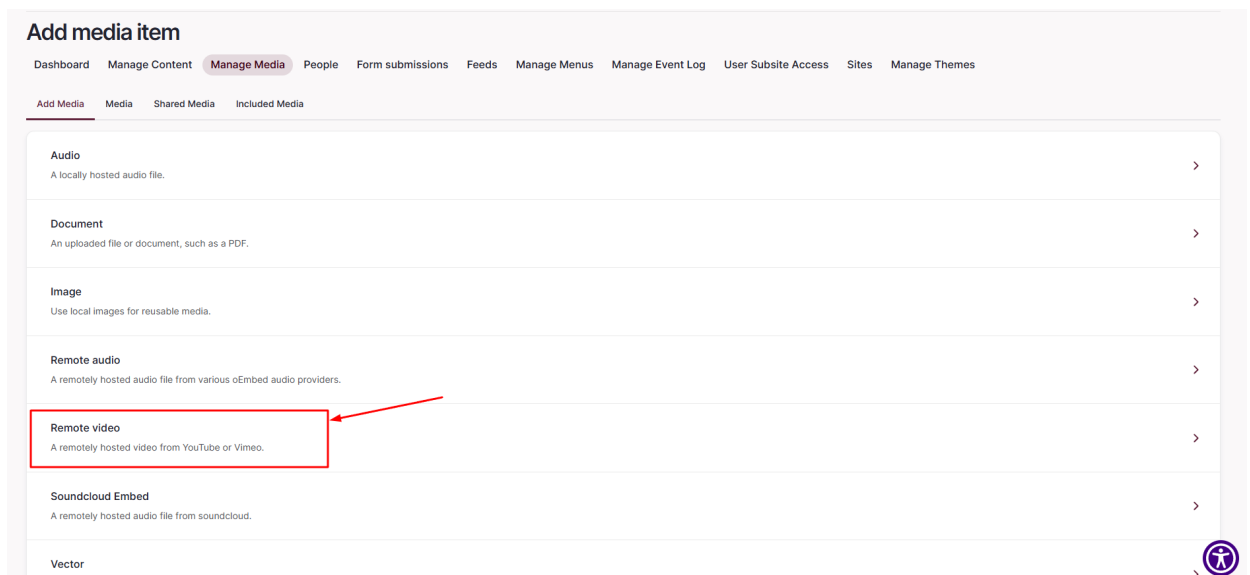 Add media item
Dashboard Manage Content Manage Media People Form submissions Feeds Manage Menus Manage Event Log User Subsite Access Sites Manage Themes
Add Media Media Shared Media Included Media
Audio
A locally hosted audio file.
Document
An uploaded file or document, such as a PDF.
Image
Use local images for reusable media.
Remote audio
A remotely hosted audio file from various oEmbed audio providers.
Remote video
A remotely hosted video from YouTube or Vimeo.
Soundcloud Embed
A remotely hosted audio file from soundcloud.
Vector